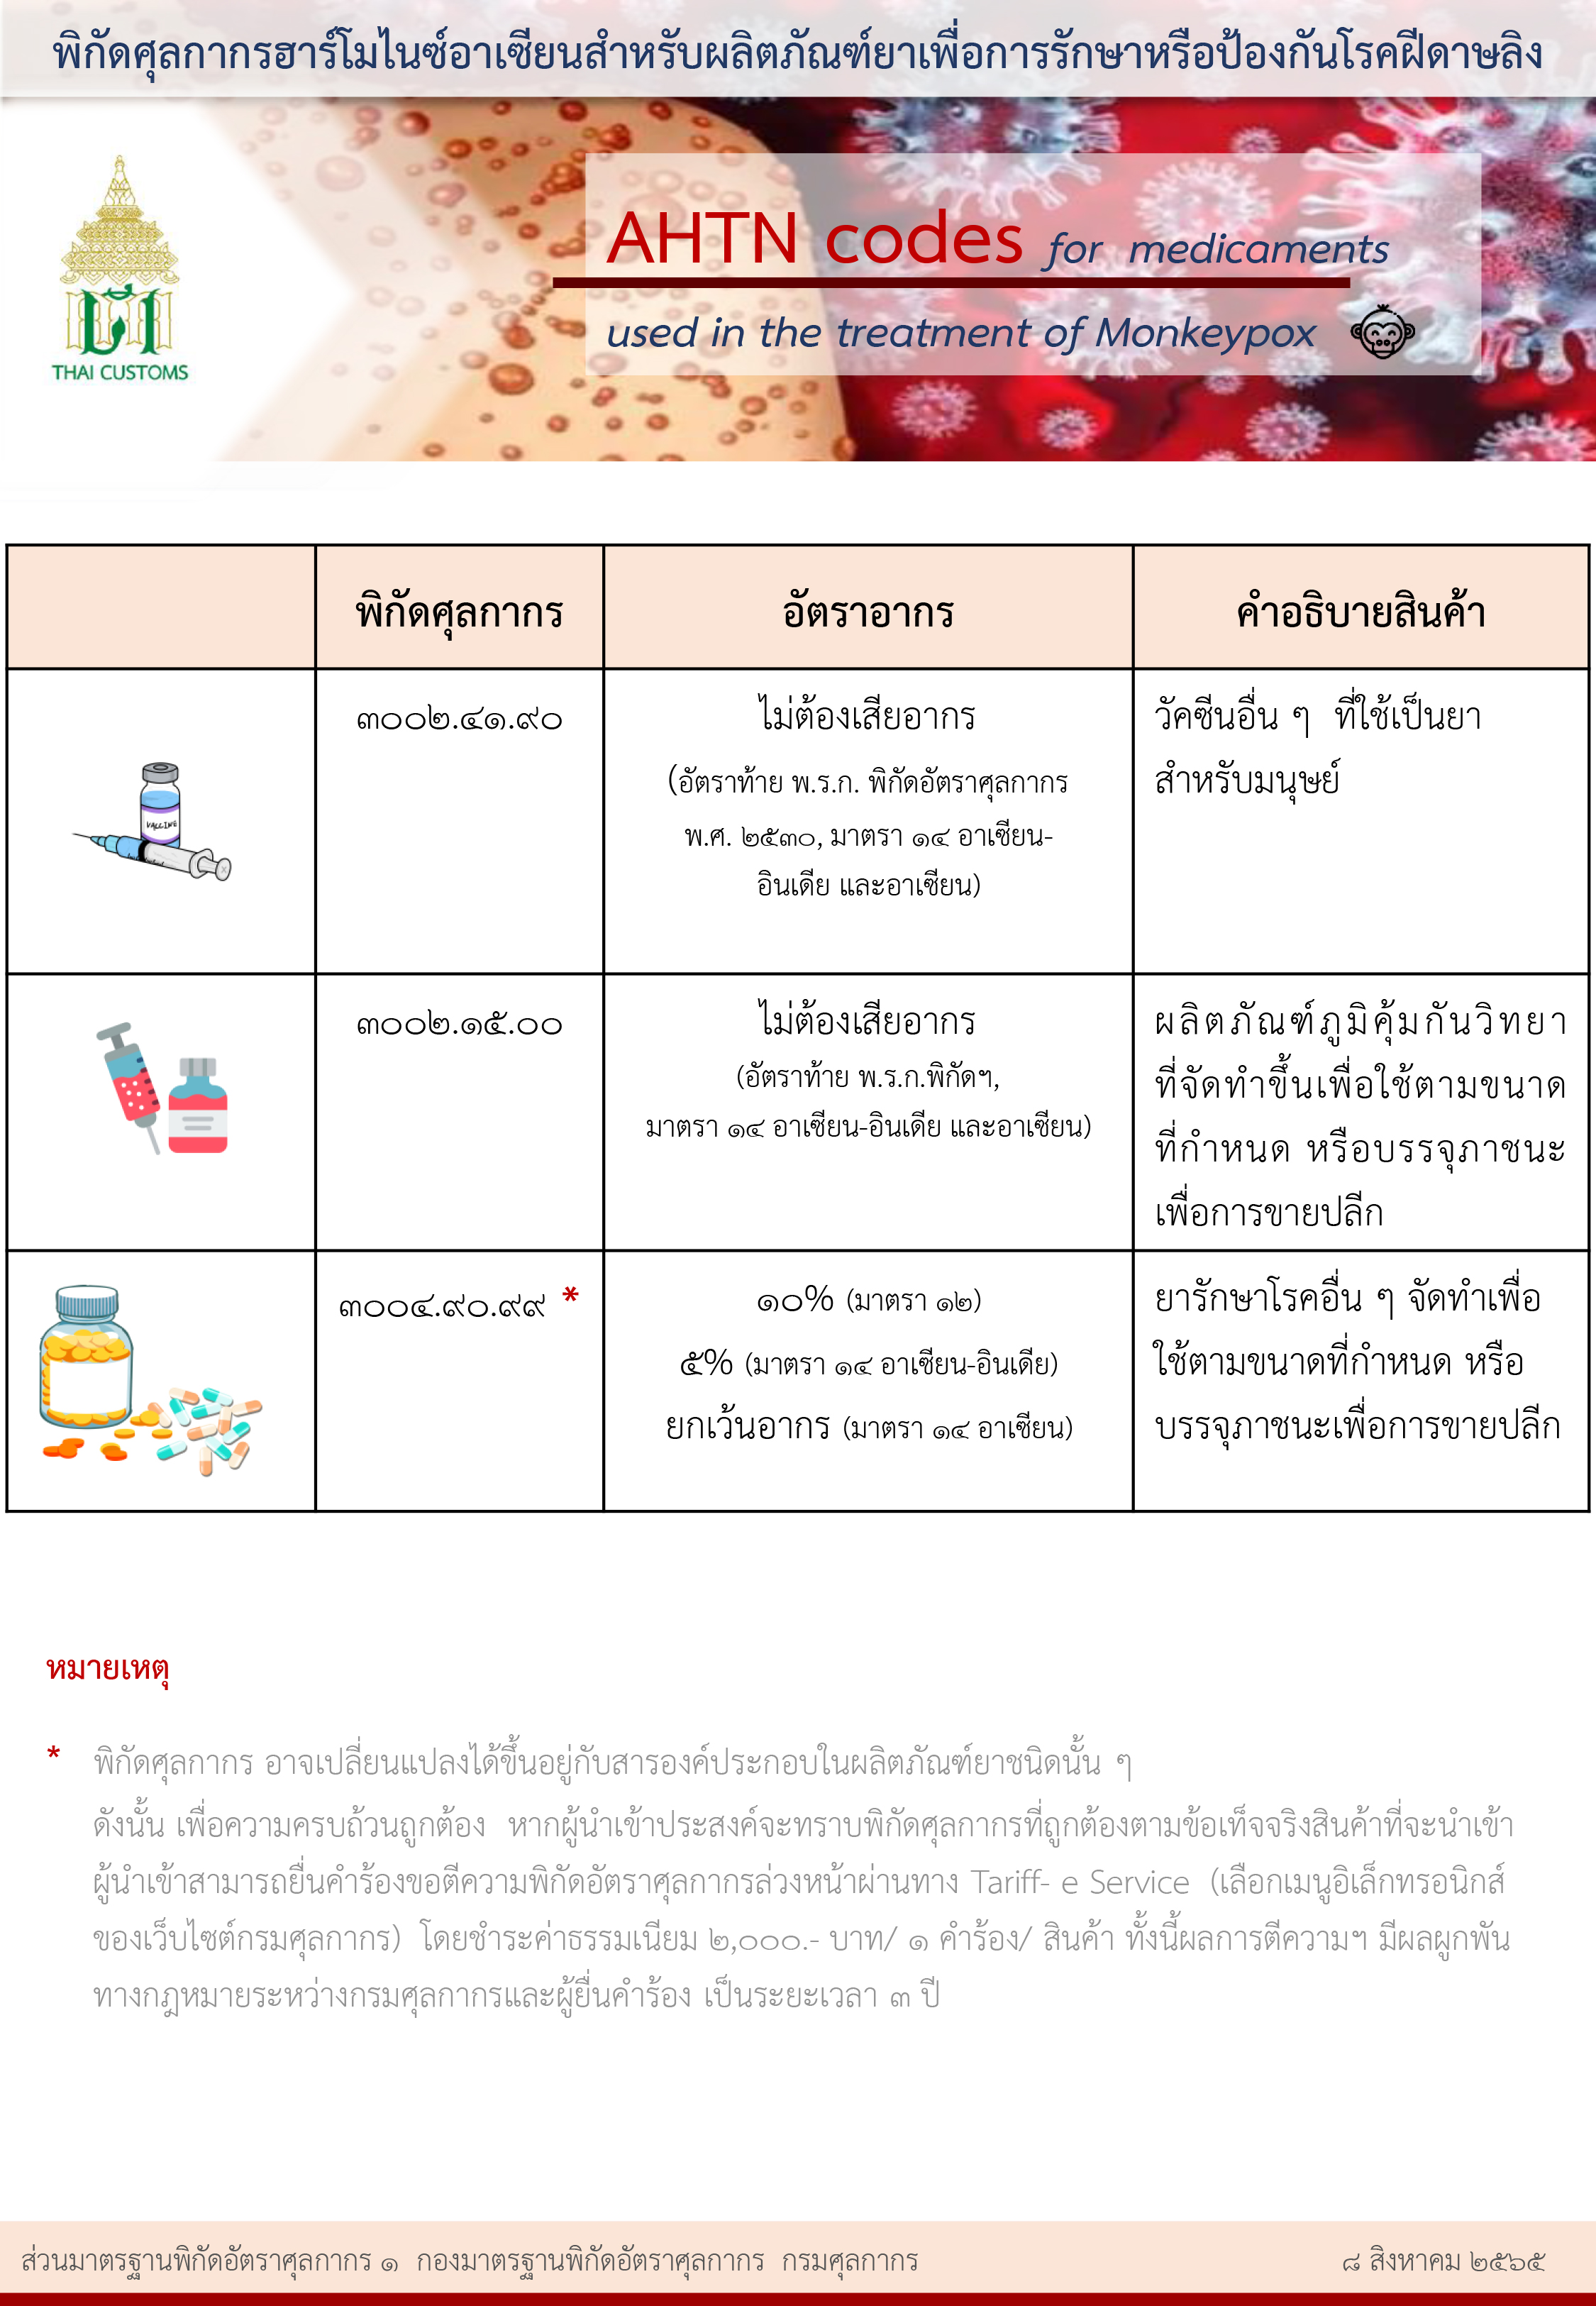 พิกัดศุลกากรฮาร์โมไนซ์อาเซียนสำหรับผลิตภัณฑ์ยาเพื่อการรักษาหรือป้องกันโรคฝีดาษลิง
AHTN codes for medicaments
used in the treatment of Monkeypox
THAI CUSTOMS
พิกัดศุลกากร
อัตราอากร
คำอธิบายสินค้า
VACCINE
๓๐๐๒.๔๑.๙๐
ไม่ต้องเสียอากร
(อัตราท้าย พ.ร.ก. พิกัดอัตราศุลกากร
พ.ศ. ๒๕๓๐, มาตรา ๑๔ อาเซียน-
อินเดีย และอาเซียน)
วัคซีนอื่น ๆ ที่ใช้เป็นยา
สำหรับมนุษย์
๓๐๐๒.๑๕.๐๐
ไม่ต้องเสียอากร
(อัตราท้าย พ.ร.ก.พิกัดฯ,
มาตรา ๑๔ อาเซียน-อินเดีย และอาเซียน)
ผลิตภัณฑ์ภูมิคุ้มกันวิทยา
ที่จัดทำขึ้นเพื่อใช้ตามขนาด
ที่กำหนด หรือบรรจุภาชนะ
เพื่อการขายปลีก
๓๐๐๔.๙๐.๙๙ *
๑๐% (มาตรา ๑๒)
๕% (มาตรา ๑๔ อาเซียน-อินเดีย)
ยกเว้นอากร (มาตรา ๑๔ อาเซียน)
ยารักษาโรคอื่น ๆ จัดทำเพื่อ
ใช้ตามขนาดที่กำหนด หรือ
บรรจุภาชนะเพื่อการขายปลีก
หมายเหตุ
* พิกัดศุลกากร อาจเปลี่ยนแปลงได้ขึ้นอยู่กับสารองค์ประกอบในผลิตภัณฑ์ยาชนิดนั้น ๆ
ดังนั้น เพื่อความครบถ้วนถูกต้อง หากผู้นำเข้าประสงค์จะทราบพิกัดศุลกากรที่ถูกต้องตามข้อเท็จจริงสินค้าที่จะนำเข้า
ผู้นำเข้าสามารถยื่นคำร้องขอตีความพิกัดอัตราศุลกากรล่วงหน้าผ่านทาง Tariff- e Service (เลือกเมนูอิเล็กทรอนิกส์
ของเว็บไซต์กรมศุลกากร) โดยชำระค่าธรรมเนียม ๒,๐๐๐.- บาท/ ๑ คำร้อง/ สินค้า ทั้งนี้ผลการตีความฯ มีผลผูกพัน
ทางกฎหมายระหว่างกรมศุลกากรและผู้ยื่นคำร้อง เป็นระยะเวลา ๓ ปี
ส่วนมาตรฐานพิกัดอัตราศุลกากร ๑ กองมาตรฐานพิกัดอัตราศุลกากร กรมศุลกากร
๘ สิงหาคม ๒๕๖๕